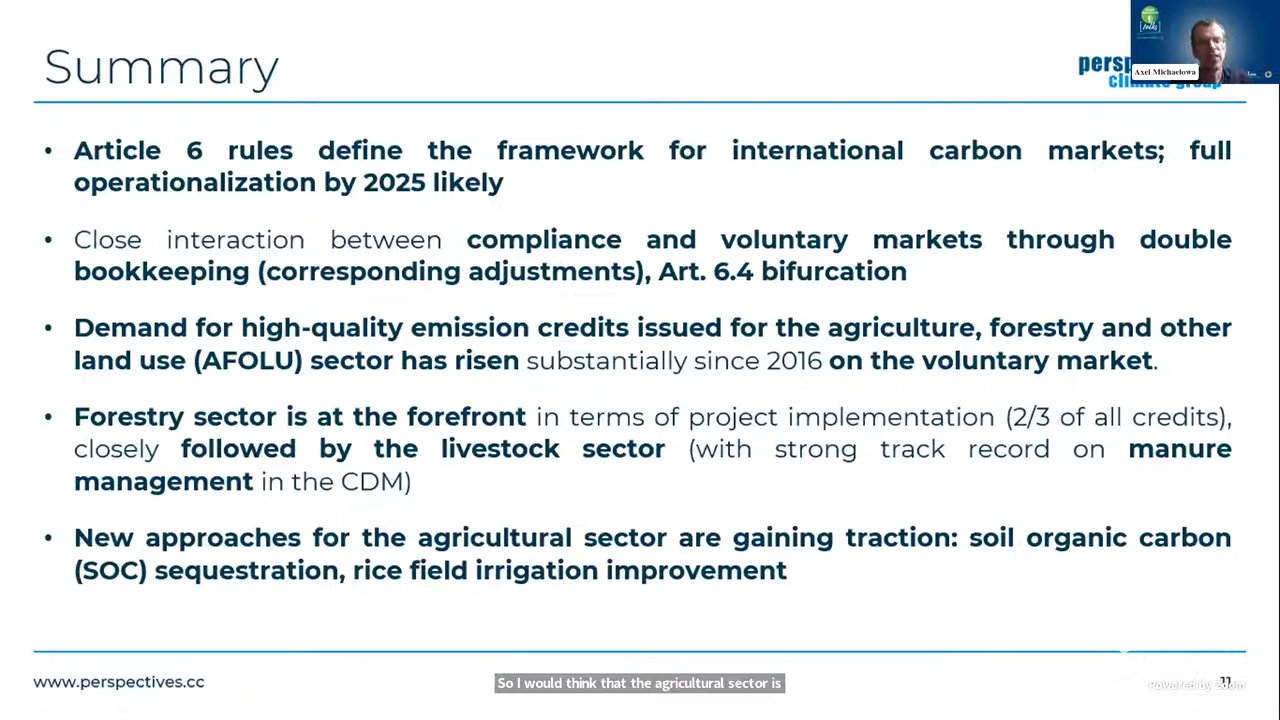 Summary
Axel Michaelowa
• Article 6 rules define the framework for international carbon markets; full
operationalization by 2025 likely
• Close interaction between compliance and voluntary markets through double
bookkeeping (corresponding adjustments), Art. 6.4 bifurcation
• Demand for high-quality emission credits issued for the agriculture, forestry and other
land use (AFOLU) sector has risen substantially since 2016 on the voluntary market.
• Forestry sector is at the forefront in terms of project implementation (2/3 of all credits),
closely followed by the livestock sector (with strong track record on manure
management in the CDM)
• New approaches for the agricultural sector are gaining traction: soil organic carbon
(SOC) sequestration, rice field irrigation improvement
www.perspectives.cc
So I would think that the agricultural sector is
11
Powered by Zoom